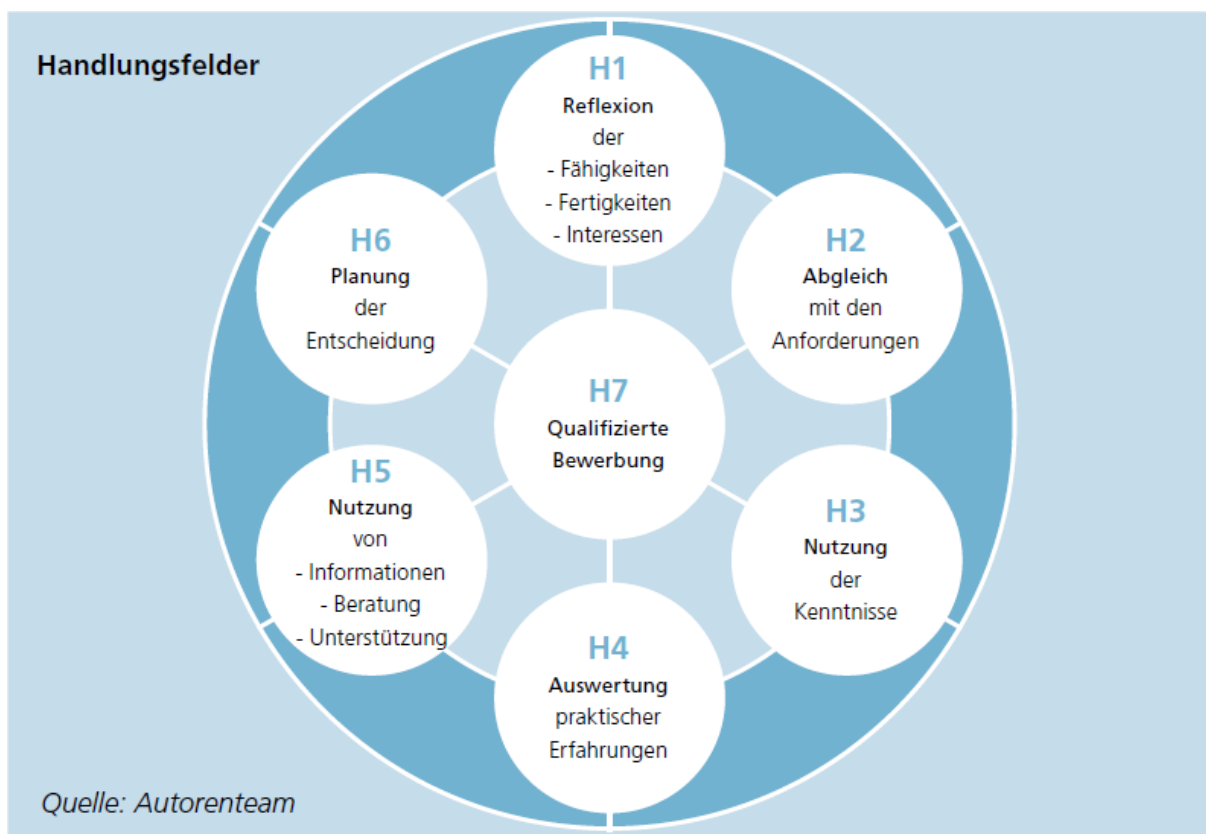 Handlungsfelder
H1
Reflexion
der
- Fähigkeiten
- Fertigkeiten
- Interessen
H2
Abgleich
mit den
Anforderungen
H3
Nutzung
der
Kenntnisse
H4
Auswertung
praktischer
Erfahrungen
H5
Nutzung
von
- Informationen
- Beratung
- Unterstützung
H6
Planung
der
Entscheidung
H7
Qualifizierte
Bewerbung
Quelle: Autorenteam